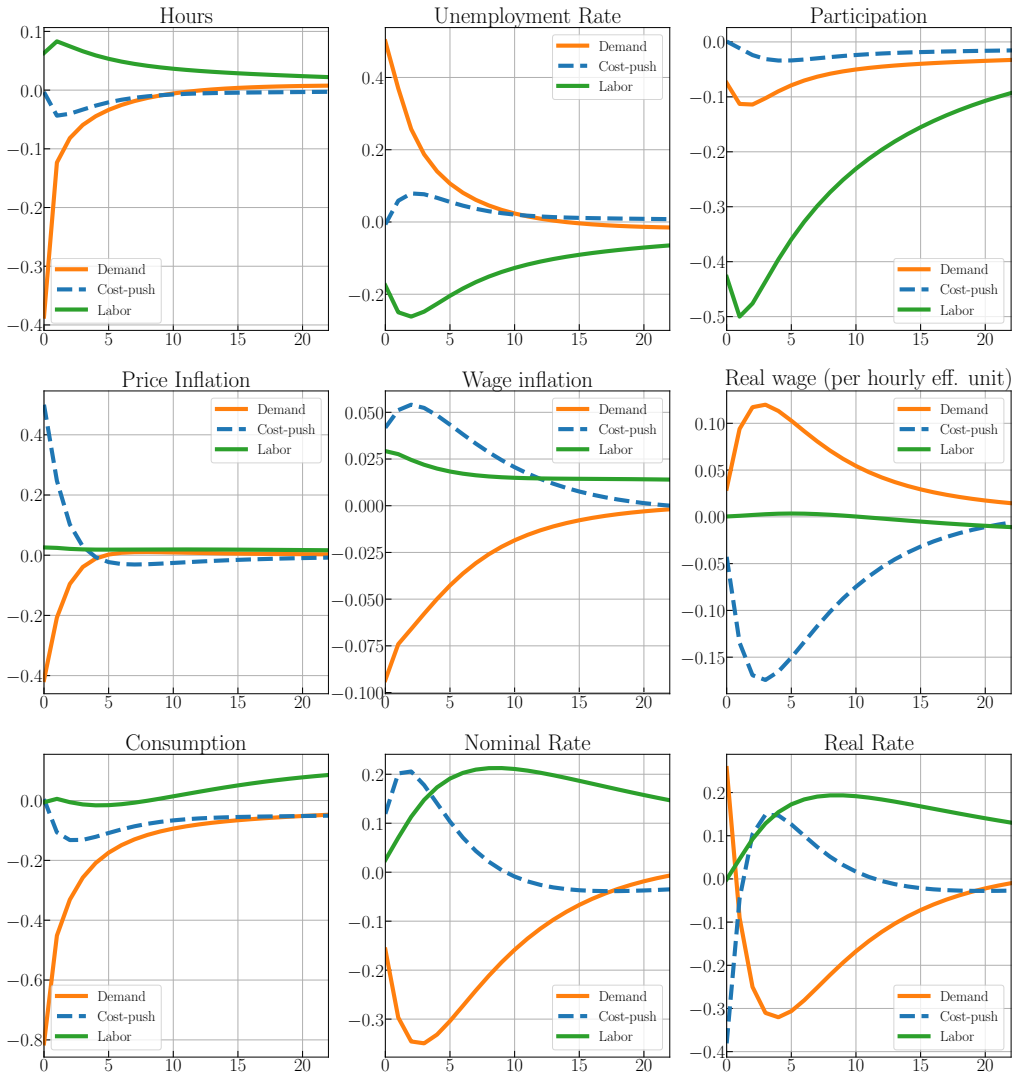 Hours
0.1
0.0
−0.1
−0.2
−0.3
−0.4
Demand
Cost-push
Labor
0 5 10 15 20
Unemployment Rate
0.4
0.2
0.0
−0.2
Demand
Cost-push
Labor
0 5 10 15 20
Participation
0.0
−0.1
−0.2
−0.3
−0.4
−0.5
Demand
Cost-push
Labor
0 5 10 15 20
Price Inflation
0.4
0.2
0.0
−0.2
−0.4
Demand
Cost-push
Labor
0 5 10 15 20
Wage inflation
0.050
0.025
0.000
−0.025
−0.050
−0.075
−0.100
Demand
Cost-push
Labor
0 5 10 15 20
Real wage (per hourly eff. unit)
0.10
0.05
0.00
−0.05
−0.10
−0.15
Demand
Cost-push
Labor
0 5 10 15 20
Consumption
0.0
−0.2
−0.4
−0.6
−0.8
Demand
Cost-push
Labor
0 5 10 15 20
Nominal Rate
0.2
0.1
0.0
−0.1
−0.2
−0.3
Demand
Cost-push
Labor
0 5 10 15 20
Real Rate
0.2
0.1
0.0
−0.1
−0.2
−0.3
−0.4
Demand
Cost-push
Labor
0 5 10 15 20